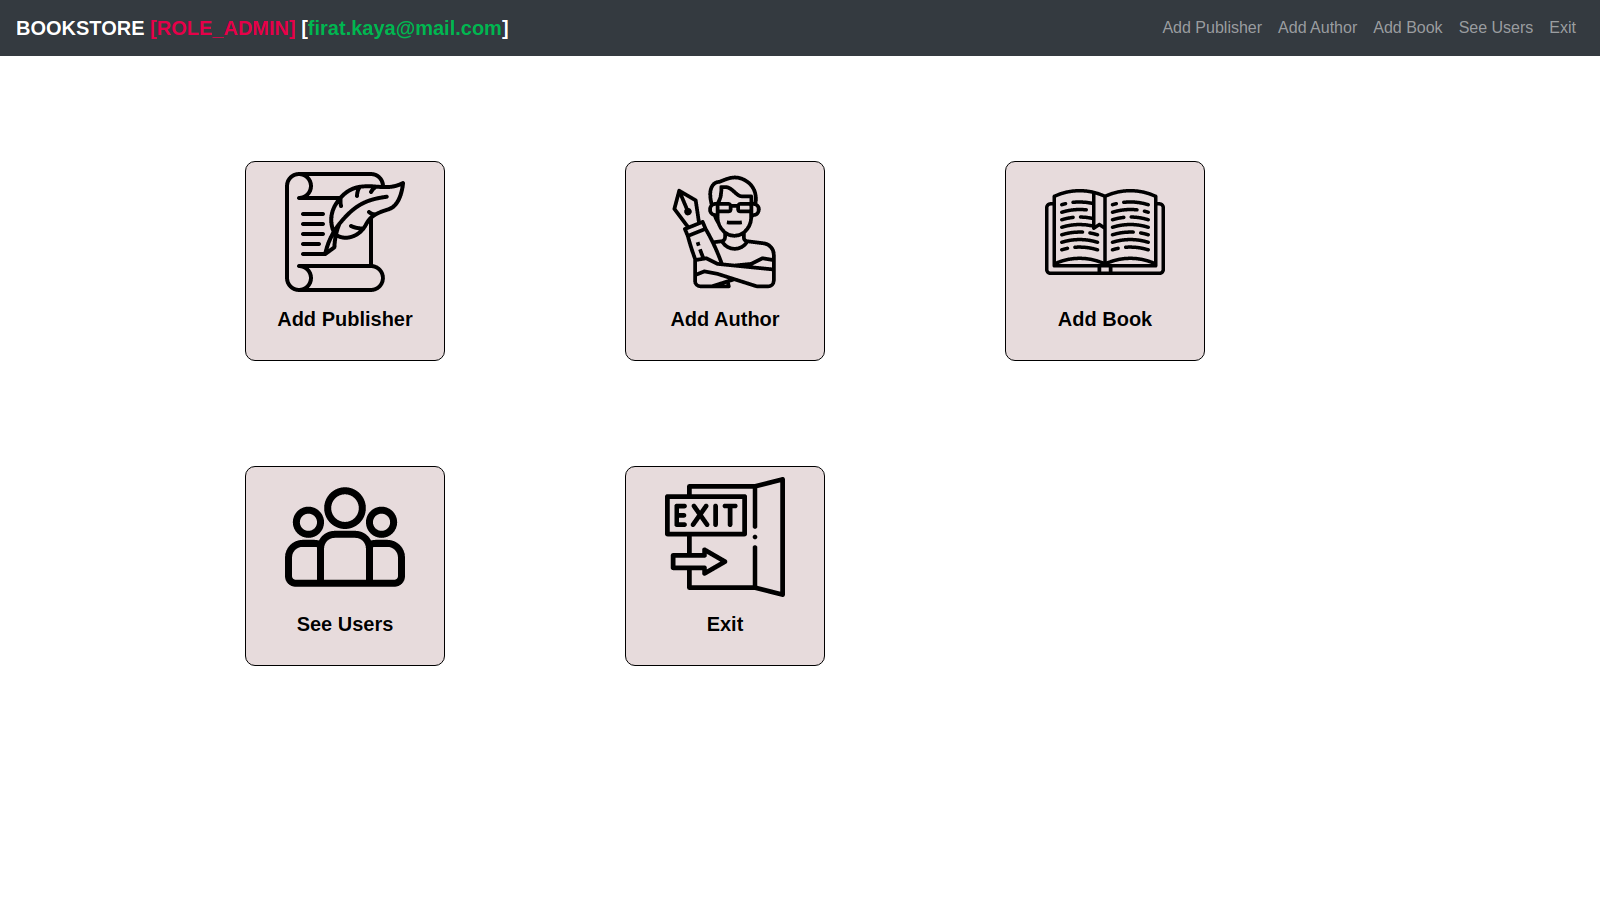 BOOKSTORE [ROLE_ADMIN] [firat.kaya@mail.com]
Add Publisher Add Author Add Book See Users Exit
Add Publisher
Add Author
Add Book
See Users
EXIT
Exit